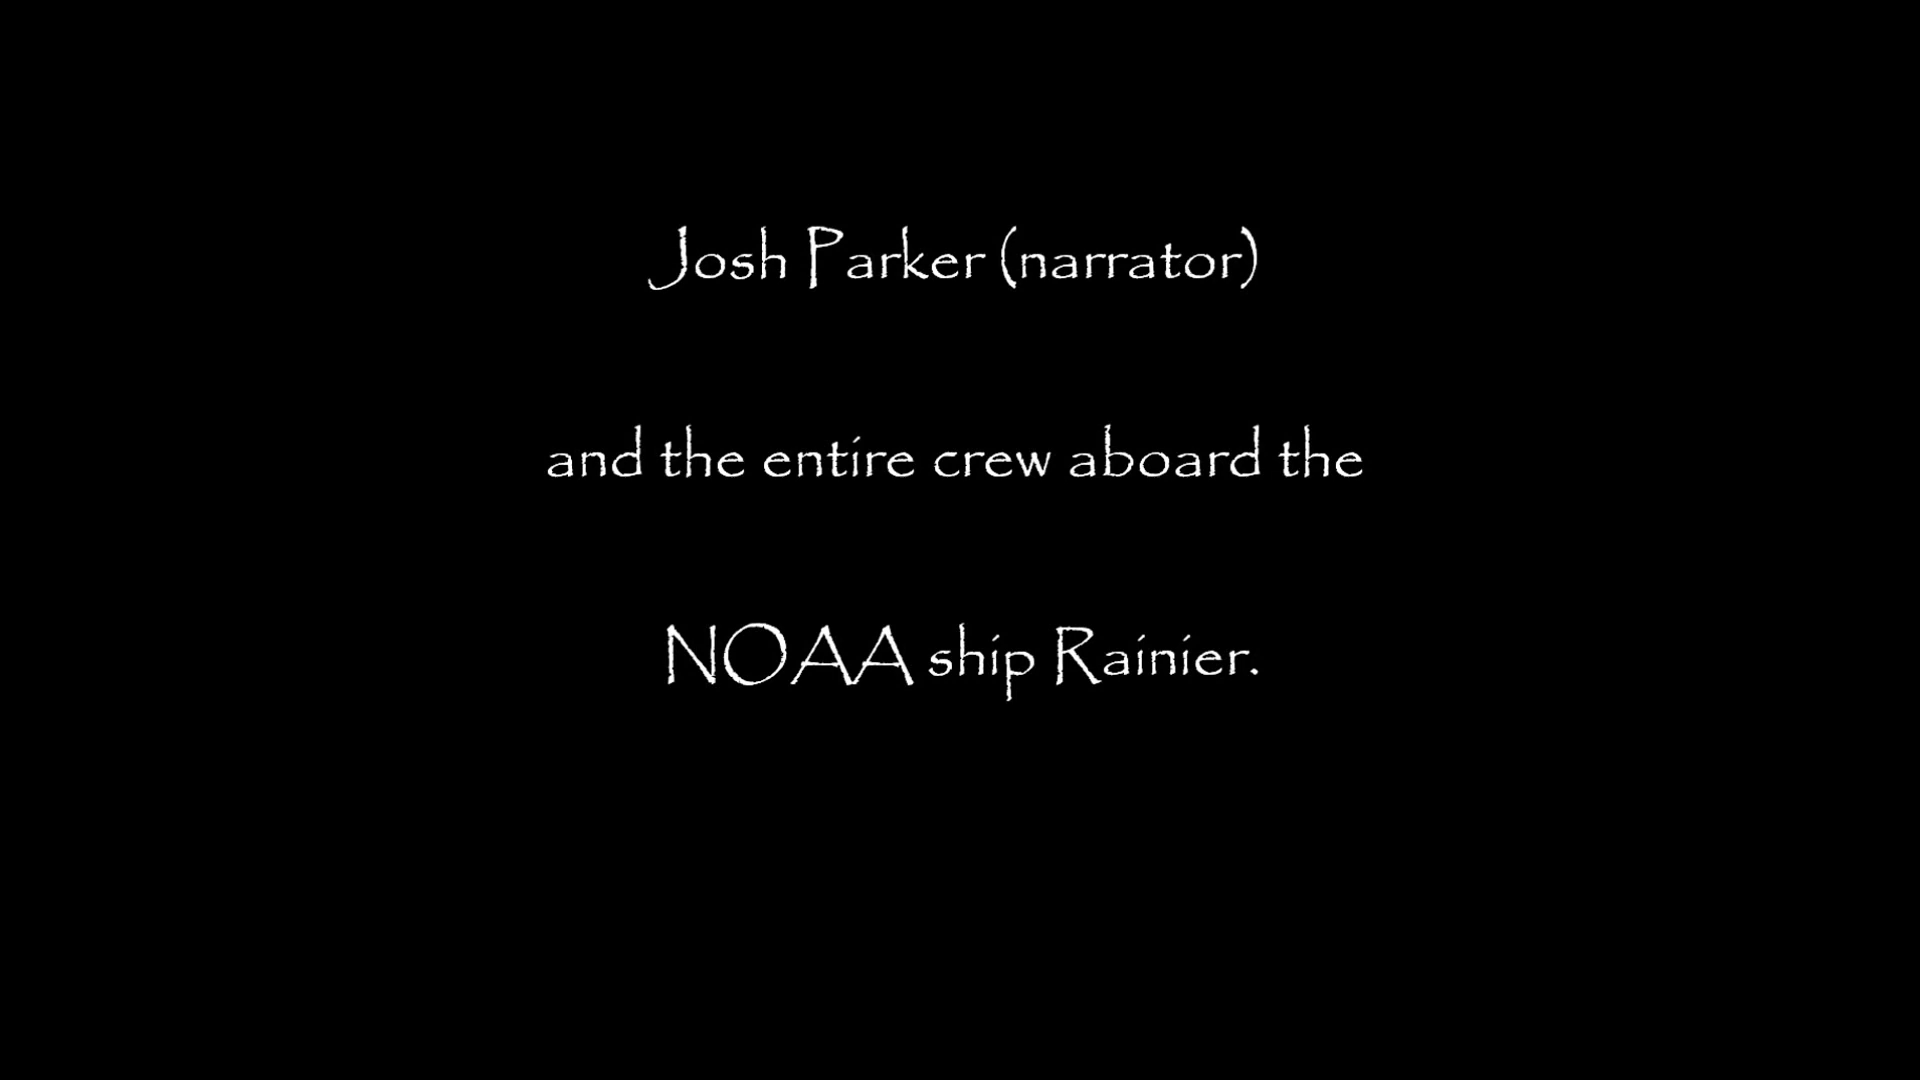 Josh Parker (narrator)
and the entire crew aboard the
NOAA ship Rainier.